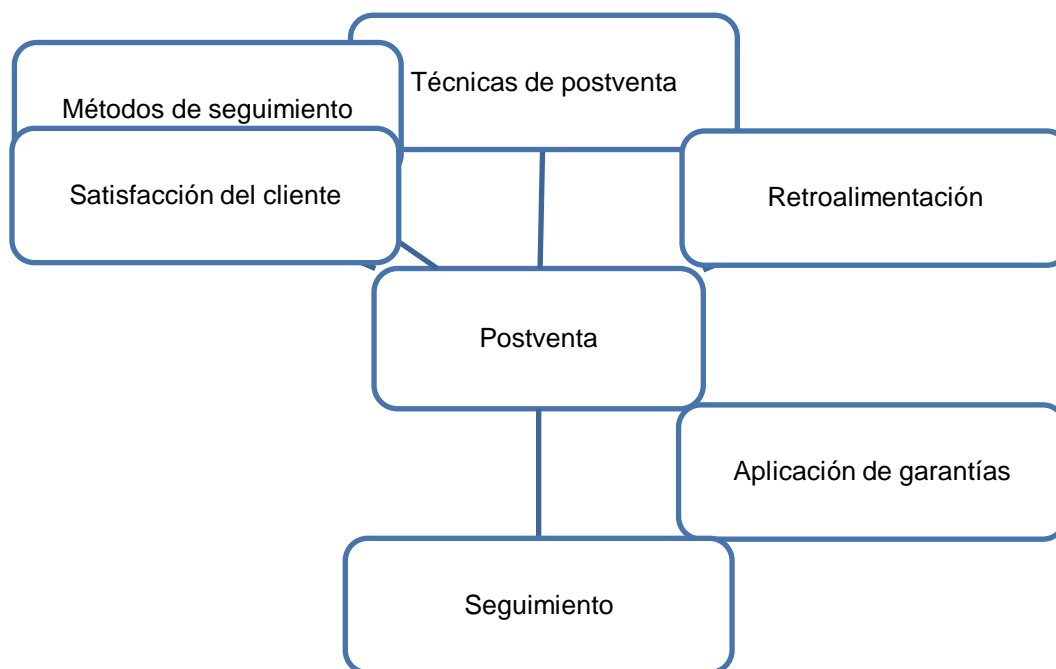 Técnicas de postventa
Métodos de seguimiento
Satisfacción del cliente
Retroalimentación
Postventa
Aplicación de garantías
Seguimiento